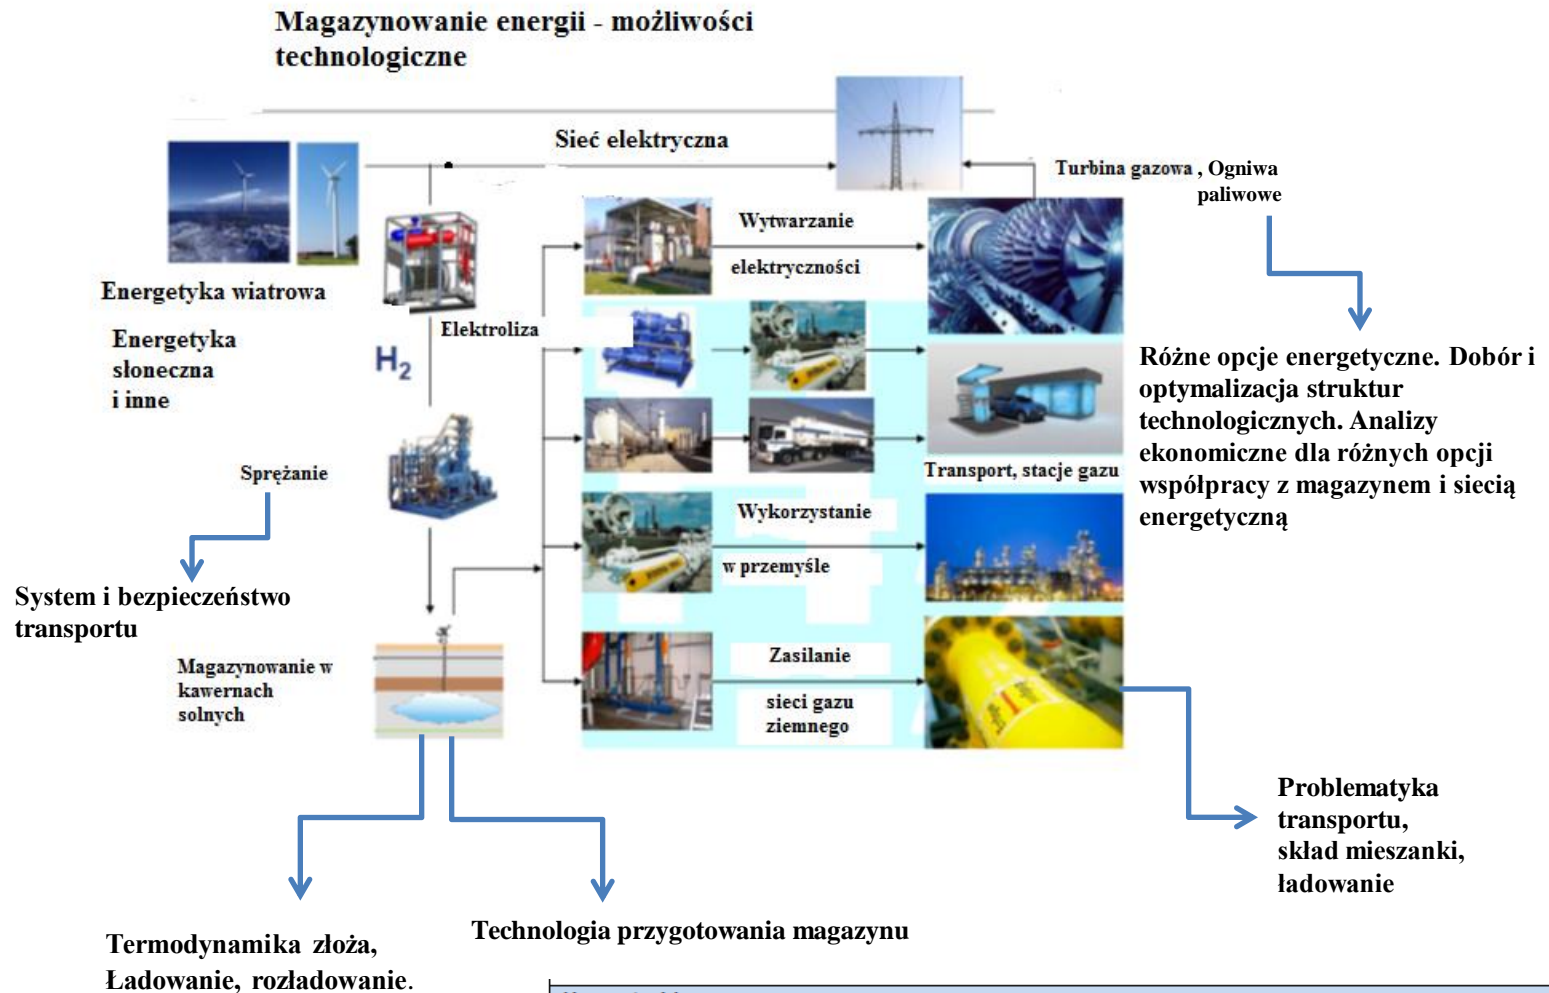 Magazynowanie energii - możliwości
technologiczne
Sieć elektryczna
Turbina gazowa , Ogniwa
paliwowe
Wytwarzanie
elektryczności
Energetyka wiatrowa
Elektroliza
Energetyka
słoneczna
i inne
H2
Różne opcje energetyczne. Dobór i
optymalizacja struktur
technologicznych. Analizy
ekonomiczne dla różnych opcji
współpracy z magazynem i siecią
energetyczną
Sprężanie
Transport, stacje gazu
Wykorzystanie
w przemyśle
System i bezpieczeństwo
transportu
Magazynowanie w
kawernach
solnych
Zasilanie
sieci gazu
ziemnego
Problematyka
transportu,
skład mieszanki,
ładowanie
Technologia przygotowania magazynu
Termodynamika złoża,
Ładowanie, rozładowanie.